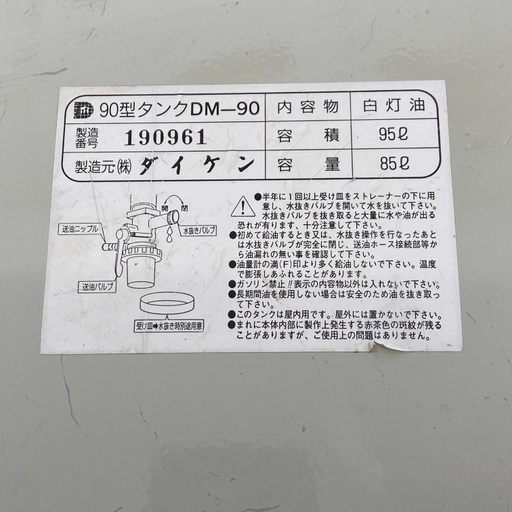 90型タンクDM-90 内容物 白灯油
製造番号 190961 容積 95ℓ
製造元㈱ ダイケン 容量 85ℓ
開 閉
送油ニップル
水抜きバルブ
送油バルブ
受け皿➡水抜き時別途用意
●半年に1回以上受け皿をストレーナーの下に用
意し、水抜きバルブを開いて水を抜いて下さい。
水抜きバルブを抜き取ると大量に水や油が出る
恐れが有ります、十分注意して下さい。
●初めて給油するとき又は、水抜き操作を行なったあと
は水抜きバルブが完全に閉じ、送油ホース接続部等か
ら油漏れの無い事を確認して下さい。
●油量計の満(F)印より多く給油しないで下さい。温度
で膨張しあふれることがあります。
●ガソリン禁止!!表示の内容物以外は入れないで下さい。
●長期間油を使用しない場合は安全のため油を抜き取っ
て下さい。
●このタンクは屋内用です。屋外には置かないで下さい。
●まれに本体内部に製作上発生する赤茶色の斑紋が残る
ことがありますが、ご使用上の問題はありません。